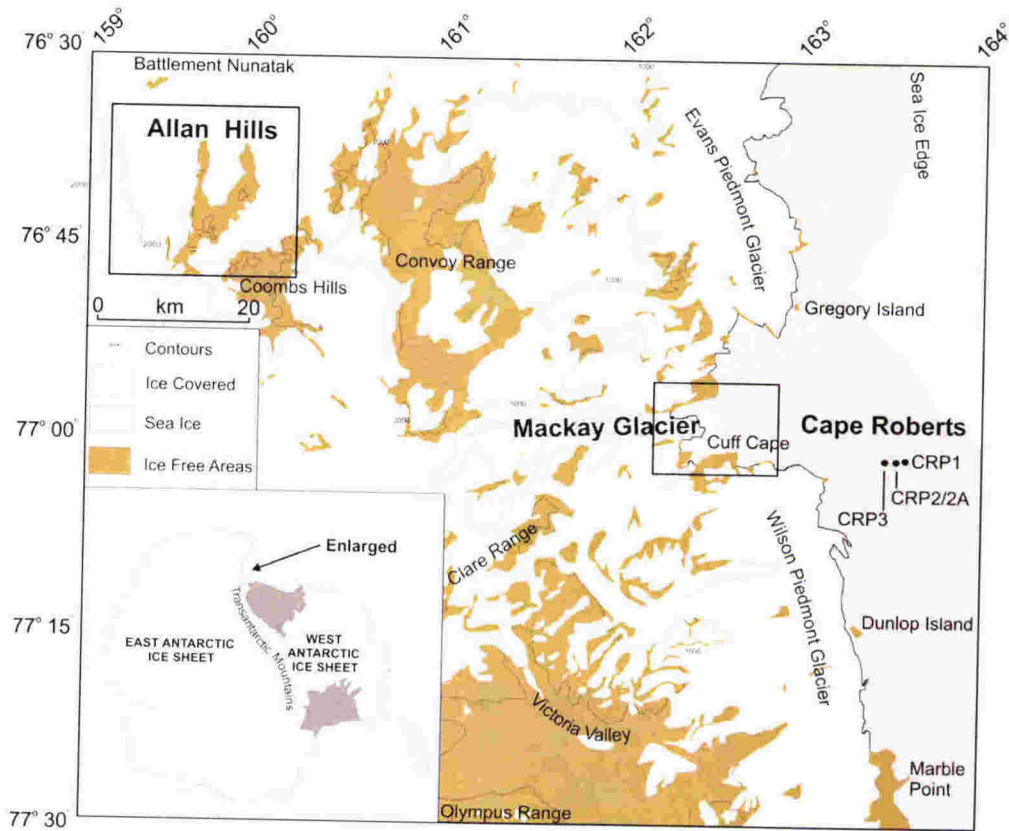 159°
160°
161°
162°
163°
164°
76° 30'
76° 45'
77° 00'
77° 15'
77° 30'
Battlement Nunatak
Allan Hills
2000
Coombs Hills
0 km 20
Contours
Ice Covered
Sea Ice
Ice Free Areas
1000
Convoy Range
1000
2000
Evans Piedmont Glacier
Sea Ice Edge
Gregory Island
Mackay Glacier
Cuff Cape
Cape Roberts
CRP1
CRP2/2A
CRP3
Clare Range
Wilson Piedmont Glacier
Dunlop Island
Victoria Valley
Marble
Point
Olympus Range
Enlarged
Transantarctic Mountains
EAST ANTARCTIC
ICE SHEET
WEST
ANTARCTIC
ICE SHEET